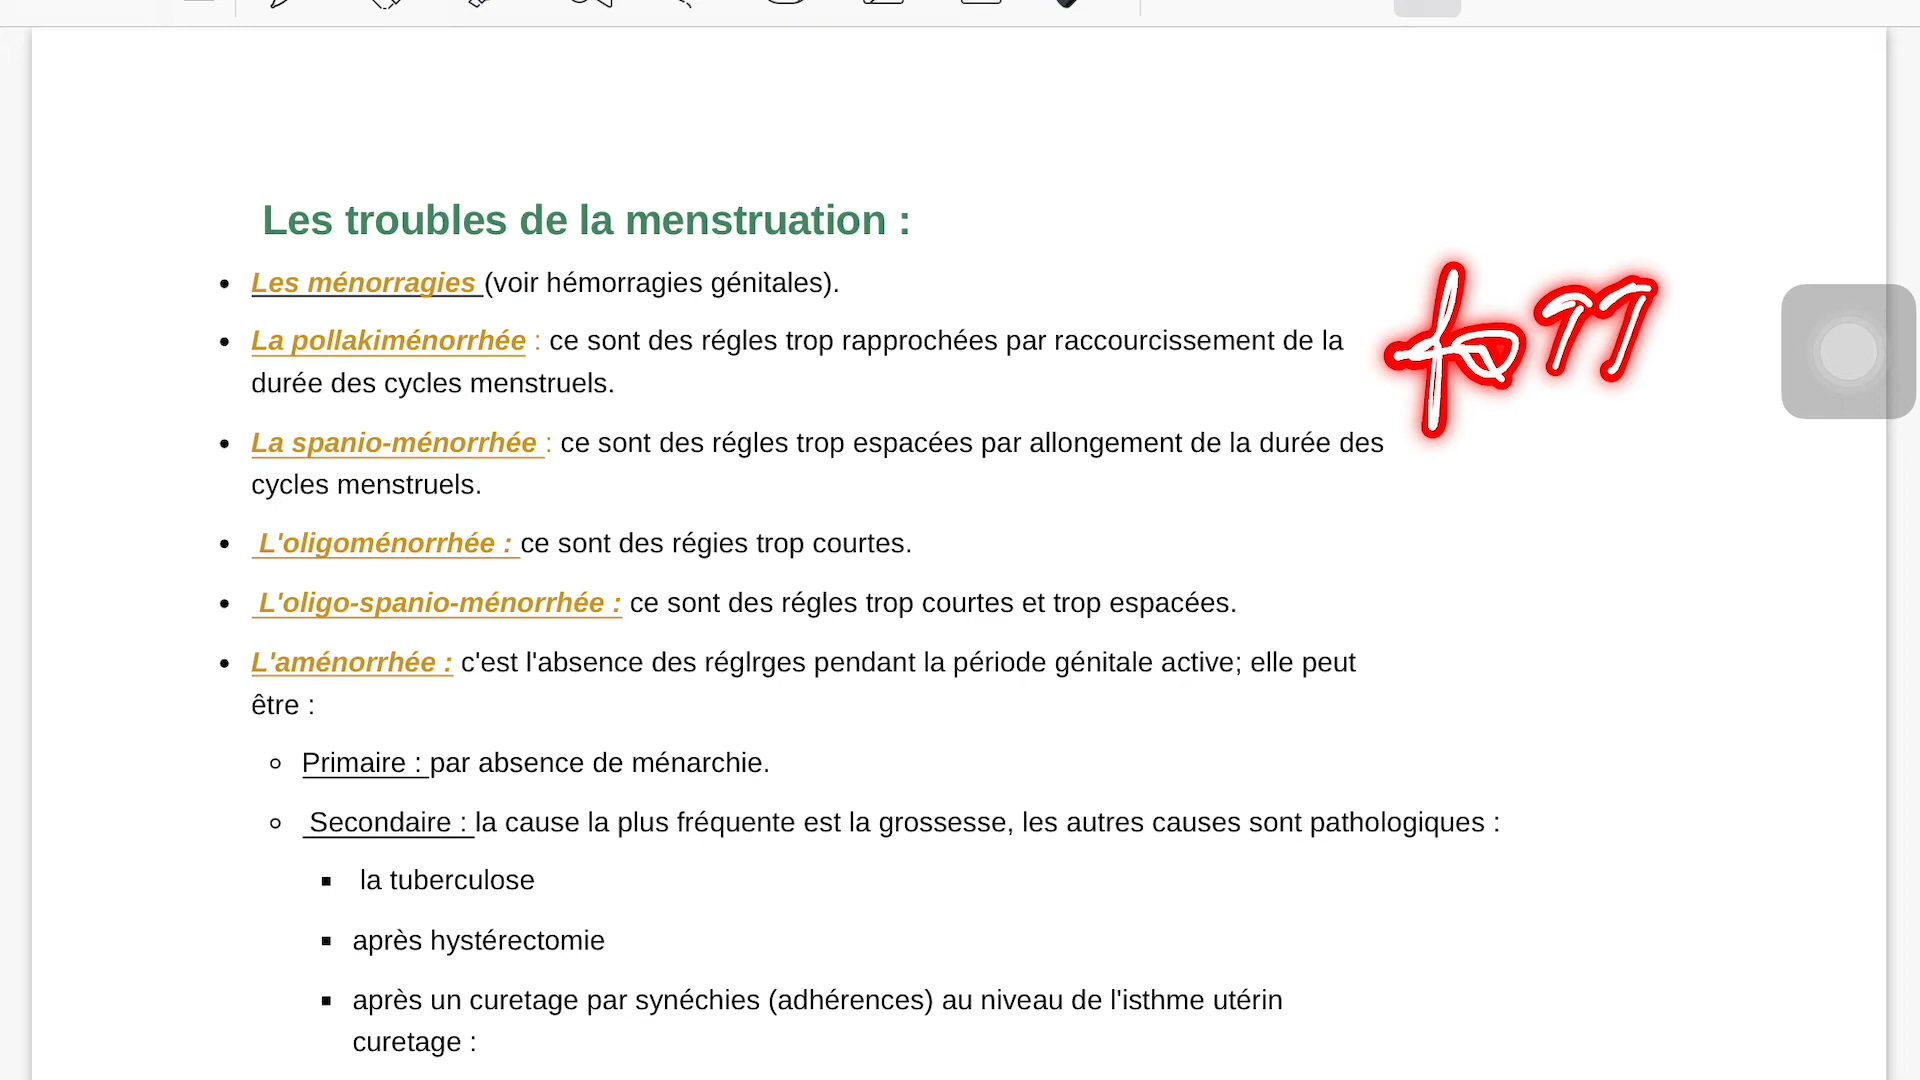 Les troubles de la menstruation :
Les ménorragies (voir hémorragies génitales).
La pollakiménorrhée : ce sont des régles trop rapprochées par raccourcissement de la
durée des cycles menstruels.
La spanio-ménorrhée : ce sont des régles trop espacées par allongement de la durée des
cycles menstruels.
L'oligoménorrhée : ce sont des régies trop courtes.
L'oligo-spanio-ménorrhée : ce sont des régles trop courtes et trop espacées.
L'aménorrhée : c'est l'absence des réglrges pendant la période génitale active; elle peut
être :
Primaire : par absence de ménarchie.
Secondaire : la cause la plus fréquente est la grossesse, les autres causes sont pathologiques :
la tuberculose
après hystérectomie
après un curetage par synéchies (adhérences) au niveau de l'isthme utérin
curetage :